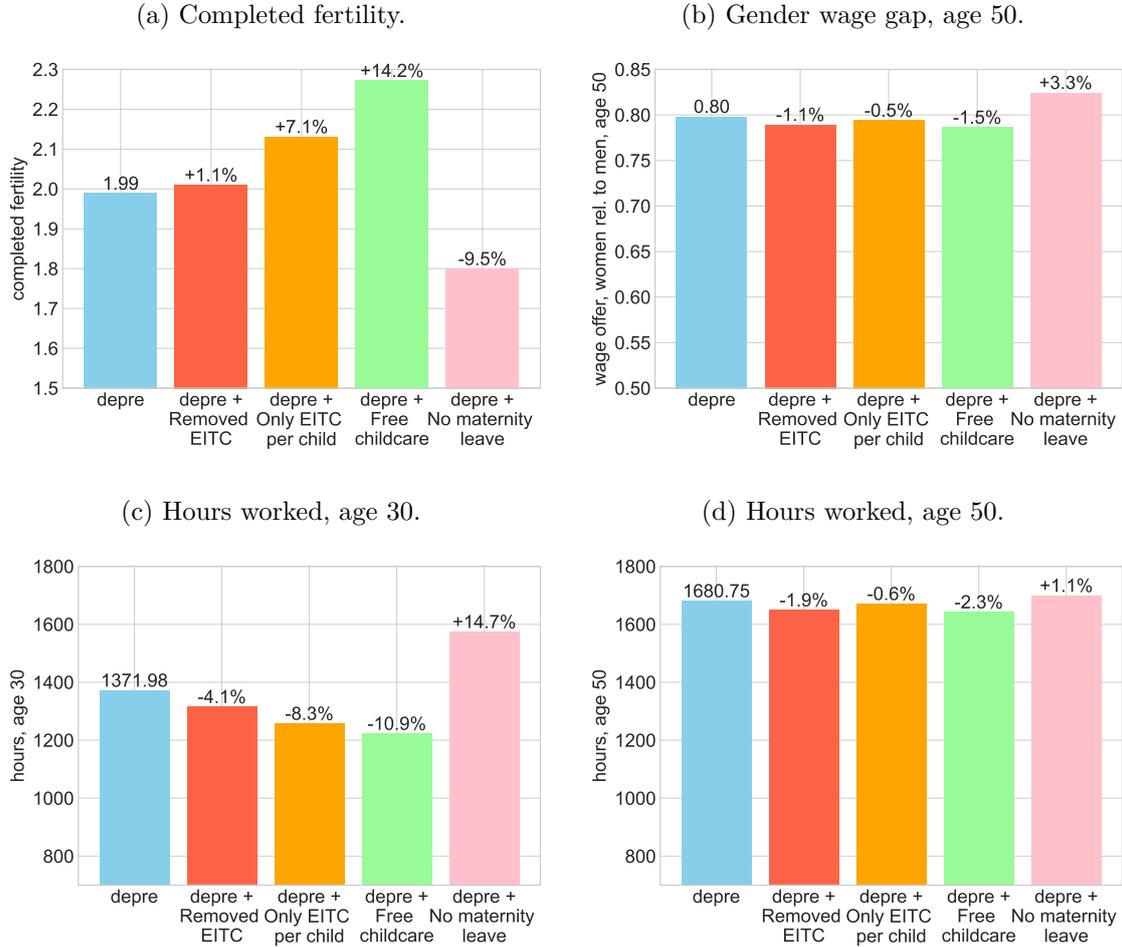 (a) Completed fertility.
completed fertility
2.3
2.2
2.1
2.0
1.9
1.8
1.7
1.6
1.5
1.99
+1.1%
+7.1%
+14.2%
-9.5%
depre
depre +
Removed
EITC
depre +
Only EITC
per child
depre +
Free
childcare
depre +
No maternity
leave
(b) Gender wage gap, age 50.
wage offer, women rel. to men, age 50
0.85
0.80
0.75
0.70
0.65
0.60
0.55
0.50
0.80
-1.1%
-0.5%
-1.5%
+3.3%
depre
depre +
Removed
EITC
depre +
Only EITC
per child
depre +
Free
childcare
depre +
No maternity
leave
(c) Hours worked, age 30.
hours, age 30
1800
1600
1400
1200
1000
800
1371.98
-4.1%
-8.3%
-10.9%
+14.7%
depre
depre +
Removed
EITC
depre +
Only EITC
per child
depre +
Free
childcare
depre +
No maternity
leave
(d) Hours worked, age 50.
hours, age 50
1800
1600
1400
1200
1000
800
1680.75
-1.9%
-0.6%
-2.3%
+1.1%
depre
depre +
Removed
EITC
depre +
Only EITC
per child
depre +
Free
childcare
depre +
No maternity
leave